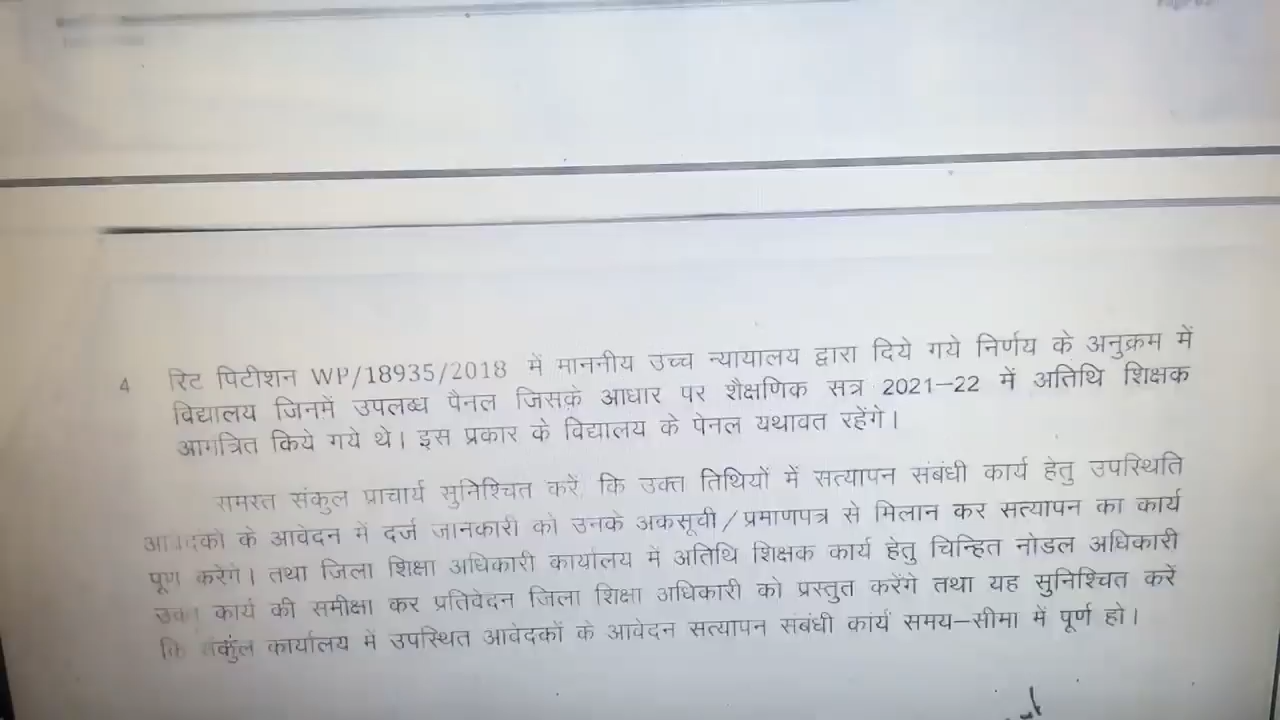 4 रिट पिटीशन WP/18935/2018 में माननीय उच्च न्यायालय द्वारा दिये गये निर्णय के अनुक्रम में
विद्यालय जिनमें उपलब्ध पैनल जिसके आधार पर शैक्षणिक सत्र 2021–22 में अतिथि शिक्षक
आमंत्रित किये गये थे। इस प्रकार के विद्यालय के पेनल यथावत रहेंगे।
समस्त संकुल प्राचार्य सुनिश्चित करें कि उक्त तिथियों में सत्यापन संबंधी कार्य हेतु उपस्थिति
आवेदकों के आवेदन में दर्ज जानकारी को उनके अकसूची/प्रमाणपत्र से मिलान कर सत्यापन का कार्य
पूर्ण करेंगे। तथा जिला शिक्षा अधिकारी कार्यालय में अतिथि शिक्षक कार्य हेतु चिन्हित नोडल अधिकारी
उक्त कार्य की समीक्षा कर प्रतिवेदन जिला शिक्षा अधिकारी को प्रस्तुत करेंगे तथा यह सुनिश्चित करें
कि संकुल कार्यालय में उपस्थित आवेदकों के आवेदन सत्यापन संबंधी कार्य समय–सीमा में पूर्ण हो।